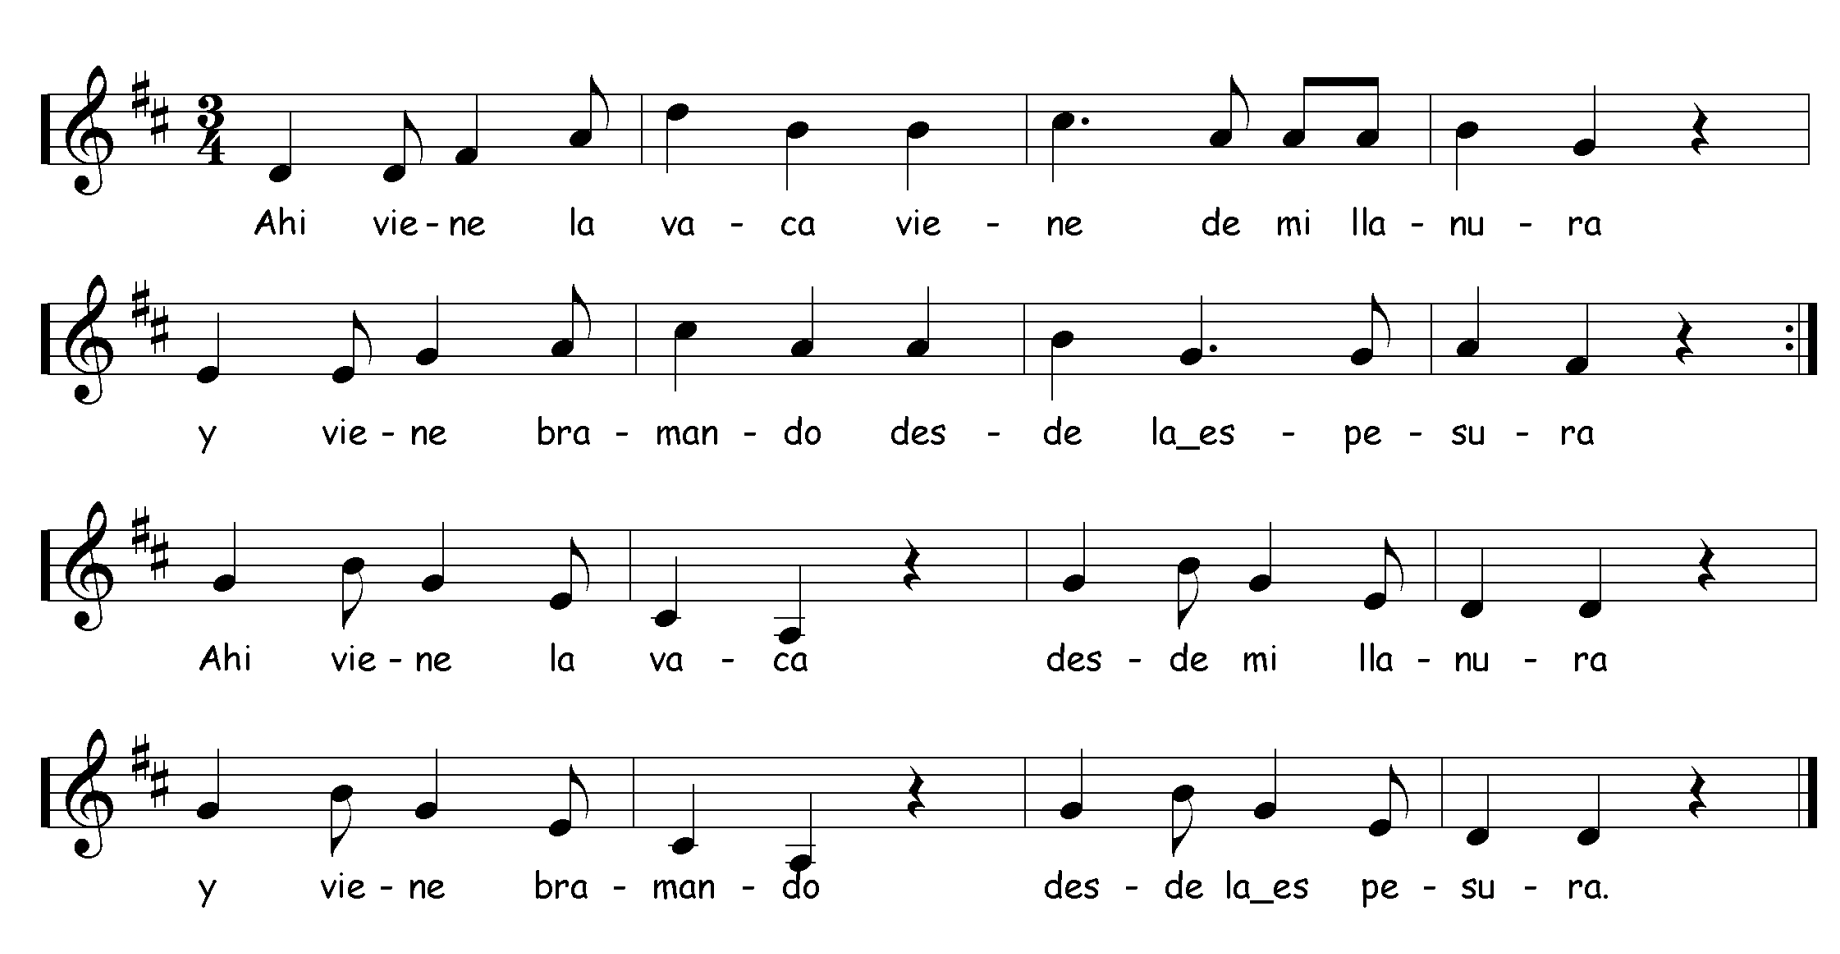 3
4
Ahi vie - ne la va - ca vie - ne de mi lla - nu - ra
y vie - ne bra - man - do des - de la_es - pe - su - ra
Ahi vie - ne la va - ca des - de mi lla - nu - ra
y vie - ne bra - man - do des - de la_es pe - su - ra.